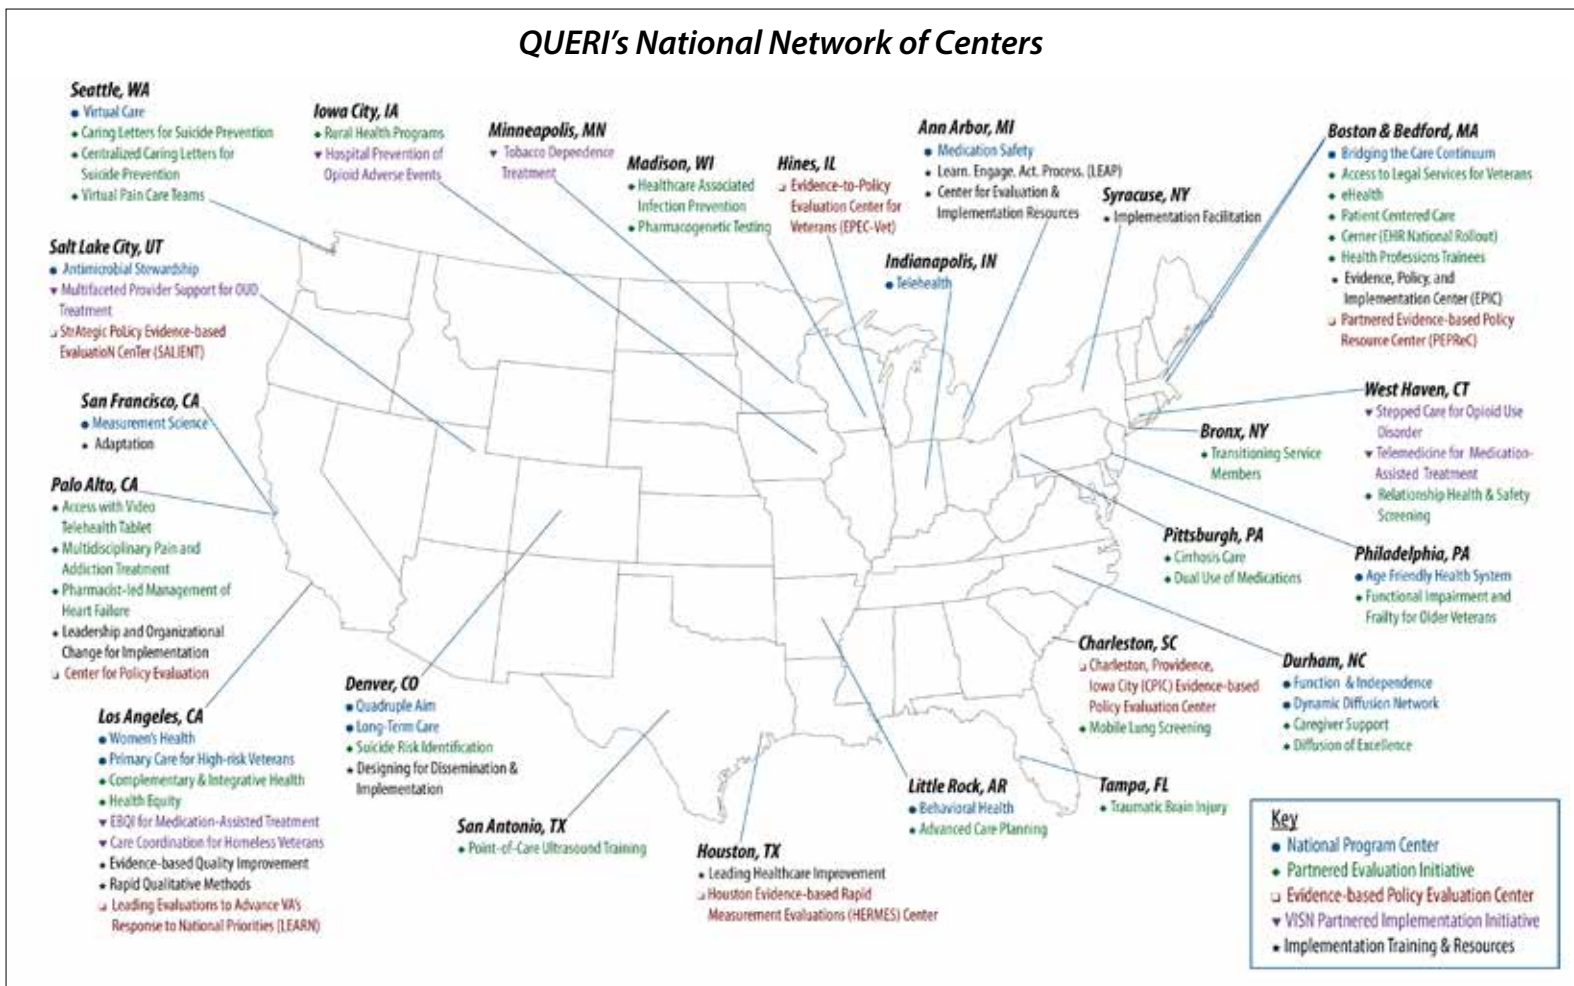 QUERI's National Network of Centers
Seattle, WA
● Virtual Care
◆ Caring Letters for Suicide Prevention
◆ Centralized Caring Letters for
Suicide Prevention
◆ Virtual Pain Care Teams
Iowa City, IA
◆ Rural Health Programs
▼ Hospital Prevention of
Opioid Adverse Events
Minneapolis, MN
▼ Tobacco Dependence
Treatment
Madison, WI
◆ Healthcare Associated
Infection Prevention
◆ Pharmacogenetic Testing
Hines, IL
❑ Evidence-to-Policy
Evaluation Center for
Veterans (EPEC-Vet)
Ann Arbor, MI
● Medication Safety
★ Learn. Engage. Act. Process. (LEAP)
★ Center for Evaluation &
Implementation Resources
Indianapolis, IN
● Telehealth
Syracuse, NY
★ Implementation Facilitation
Boston & Bedford, MA
● Bridging the Care Continuum
◆ Access to Legal Services for Veterans
◆ eHealth
◆ Patient Centered Care
◆ Cerner (EHR National Rollout)
◆ Health Professions Trainees
★ Evidence, Policy, and
Implementation Center (EPIC)
❑ Partnered Evidence-based Policy
Resource Center (PEPReC)
Salt Lake City, UT
● Antimicrobial Stewardship
▼ Multifaceted Provider Support for OUD
Treatment
❑ StrAtegic PoLicy Evidence-based
EvaluatioN CenTer (SALIENT)
San Francisco, CA
● Measurement Science
★ Adaptation
Palo Alto, CA
◆ Access with Video
Telehealth Tablet
◆ Multidisciplinary Pain and
Addiction Treatment
◆ Pharmacist-led Management of
Heart Failure
★ Leadership and Organizational
Change for Implementation
❑ Center for Policy Evaluation
Los Angeles, CA
● Women's Health
● Primary Care for High-risk Veterans
◆ Complementary & Integrative Health
◆ Health Equity
▼ EBQI for Medication-Assisted Treatment
▼ Care Coordination for Homeless Veterans
★ Evidence-based Quality Improvement
★ Rapid Qualitative Methods
❑ Leading Evaluations to Advance VA's
Response to National Priorities (LEARN)
Denver, CO
● Quadruple Aim
● Long-Term Care
◆ Suicide Risk Identification
★ Designing for Dissemination &
Implementation
San Antonio, TX
◆ Point-of-Care Ultrasound Training
Houston, TX
★ Leading Healthcare Improvement
❑ Houston Evidence-based Rapid
Measurement Evaluations (HERMES) Center
Little Rock, AR
● Behavioral Health
◆ Advanced Care Planning
Tampa, FL
◆ Traumatic Brain Injury
Charleston, SC
❑ Charleston, Providence,
Iowa City (CPIC) Evidence-based
Policy Evaluation Center
◆ Mobile Lung Screening
Durham, NC
● Function & Independence
● Dynamic Diffusion Network
◆ Caregiver Support
◆ Diffusion of Excellence
Pittsburgh, PA
◆ Cirrhosis Care
◆ Dual Use of Medications
Philadelphia, PA
● Age Friendly Health System
◆ Functional Impairment and
Frailty for Older Veterans
Bronx, NY
◆ Transitioning Service
Members
West Haven, CT
▼ Stepped Care for Opioid Use
Disorder
▼ Telemedicine for Medication-
Assisted Treatment
◆ Relationship Health & Safety
Screening
Key
● National Program Center
◆ Partnered Evaluation Initiative
❑ Evidence-based Policy Evaluation Center
▼ VISN Partnered Implementation Initiative
★ Implementation Training & Resources